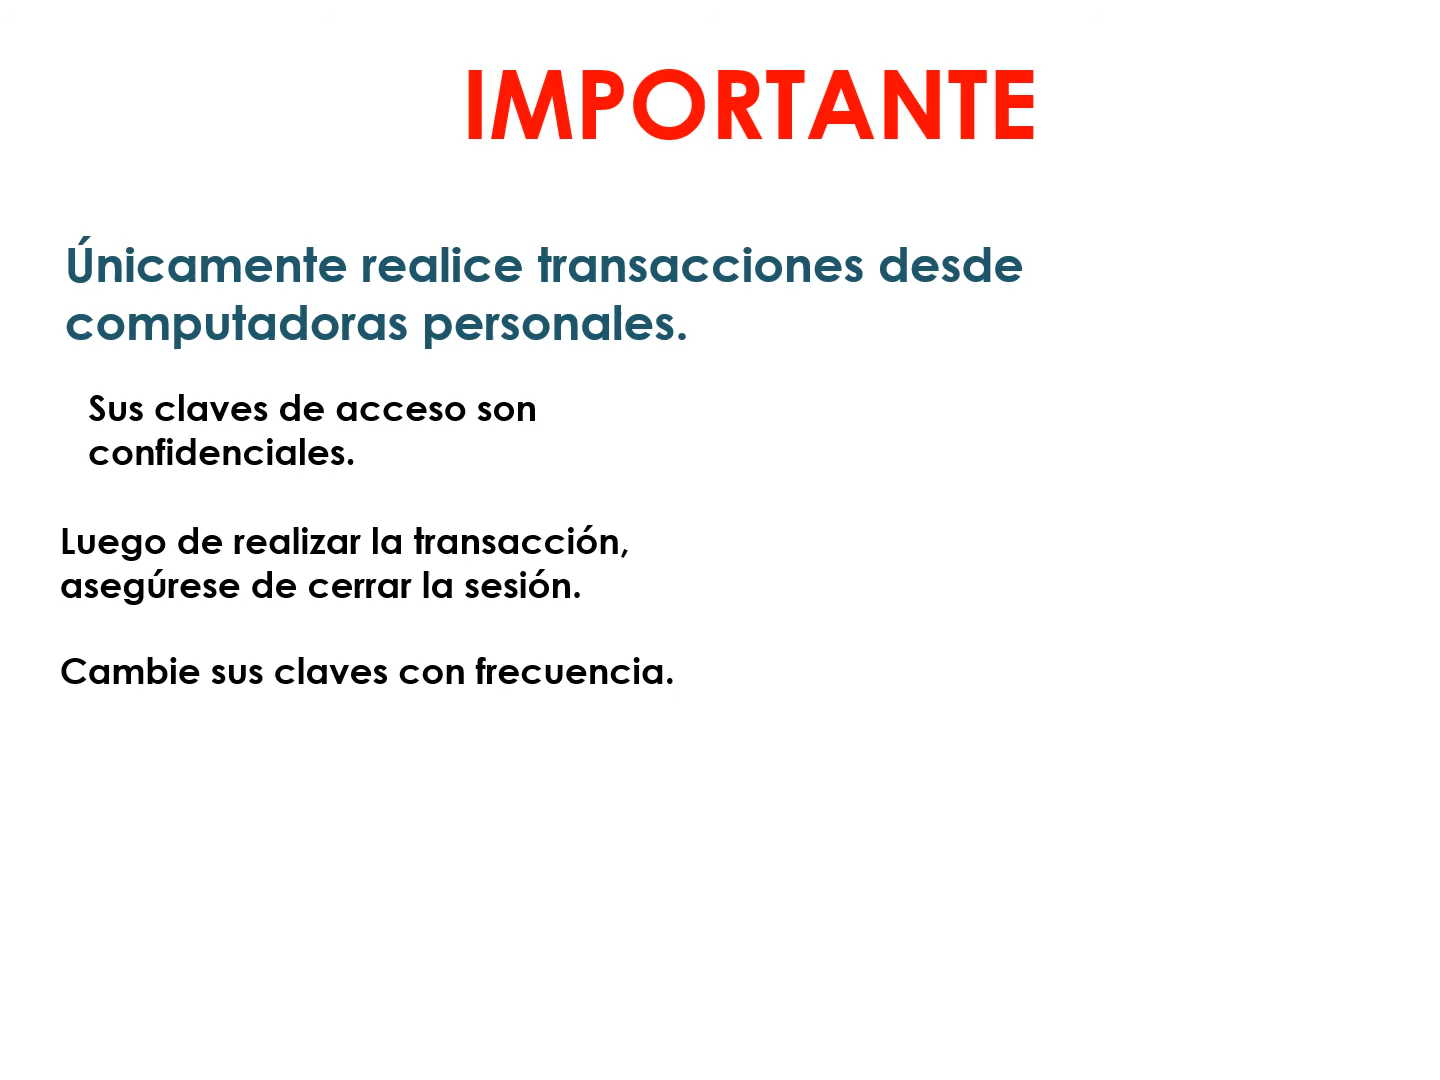 IMPORTANTE
Únicamente realice transacciones desde
computadoras personales.
Sus claves de acceso son
confidenciales.
Luego de realizar la transacción,
asegúrese de cerrar la sesión.
Cambie sus claves con frecuencia.